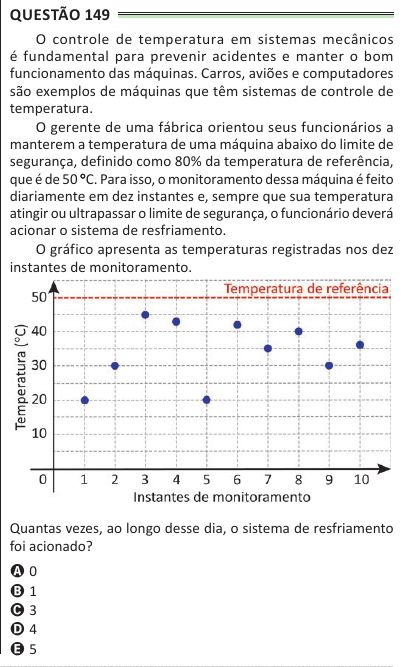 QUESTÃO 149
O controle de temperatura em sistemas mecânicos
é fundamental para prevenir acidentes e manter o bom
funcionamento das máquinas. Carros, aviões e computadores
são exemplos de máquinas que têm sistemas de controle de
temperatura.
O gerente de uma fábrica orientou seus funcionários a
manterem a temperatura de uma máquina abaixo do limite de
segurança, definido como 80% da temperatura de referência,
que é de 50 ºC. Para isso, o monitoramento dessa máquina é feito
diariamente em dez instantes e, sempre que sua temperatura
atingir ou ultrapassar o limite de segurança, o funcionário deverá
acionar o sistema de resfriamento.
O gráfico apresenta as temperaturas registradas nos dez
instantes de monitoramento.
Temperatura de referência
50
40
30
20
10
Temperatura (°C)
0 1 2 3 4 5 6 7 8 9 10
Instantes de monitoramento
Quantas vezes, ao longo desse dia, o sistema de resfriamento
foi acionado?
A 0
B 1
C 3
D 4
E 5